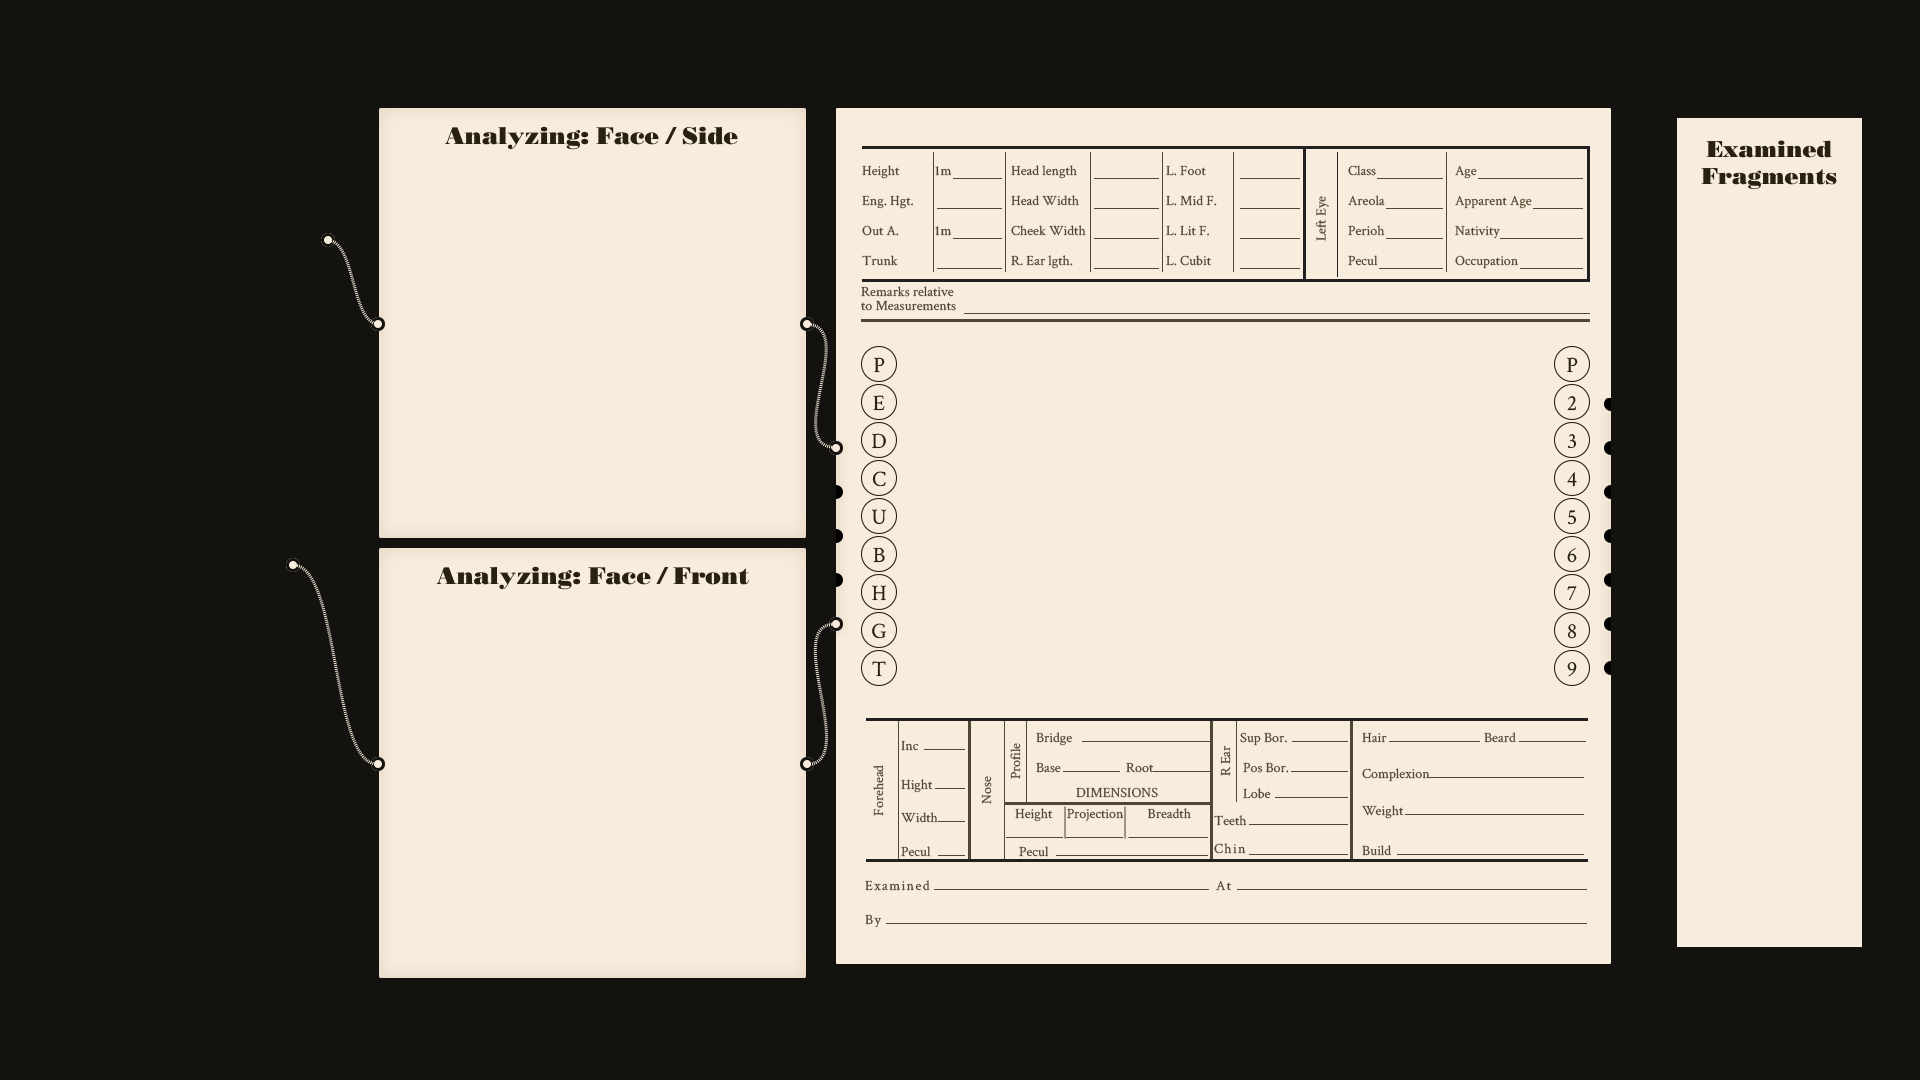 Analyzing: Face / Side
Analyzing: Face / Front
Height 1m Head length L. Foot
Eng. Hgt. Head Width L. Mid F.
Out A. 1m Cheek Width L. Lit F.
Trunk R. Ear lgth. L. Cubit
Left Eye
Class Age
Areola Apparent Age
Perioh Nativity
Pecul Occupation
Remarks relative
to Measurements
P
E
D
C
U
B
H
G
T
P
2
3
4
5
6
7
8
9
Forehead
Inc
Hight
Width
Pecul
Nose
Profile
Bridge
Base Root
DIMENSIONS
Height Projection Breadth
Pecul
R Ear
Sup Bor.
Pos Bor.
Lobe
Teeth
Chin
Hair Beard
Complexion
Weight
Build
Examined At
By
Examined
Fragments